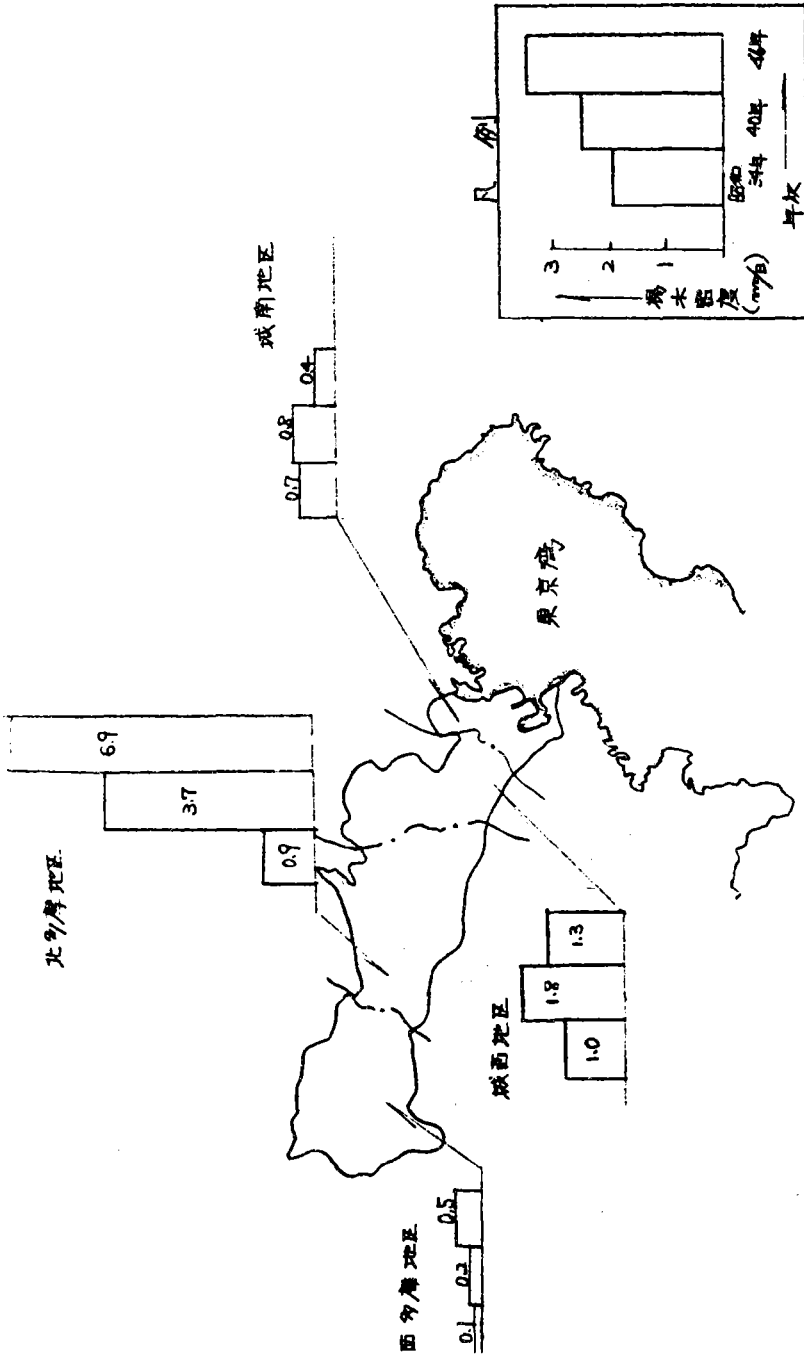 北多摩地区
0.9
3.7
6.9
城南地区
0.7
0.8
0.4
西多摩地区
0.1
0.2
0.5
城西地区
1.0
1.8
1.3
東京湾
凡例
3
2
1
揚水密度
(mm/日)
昭和
34年
40年
46年
年次